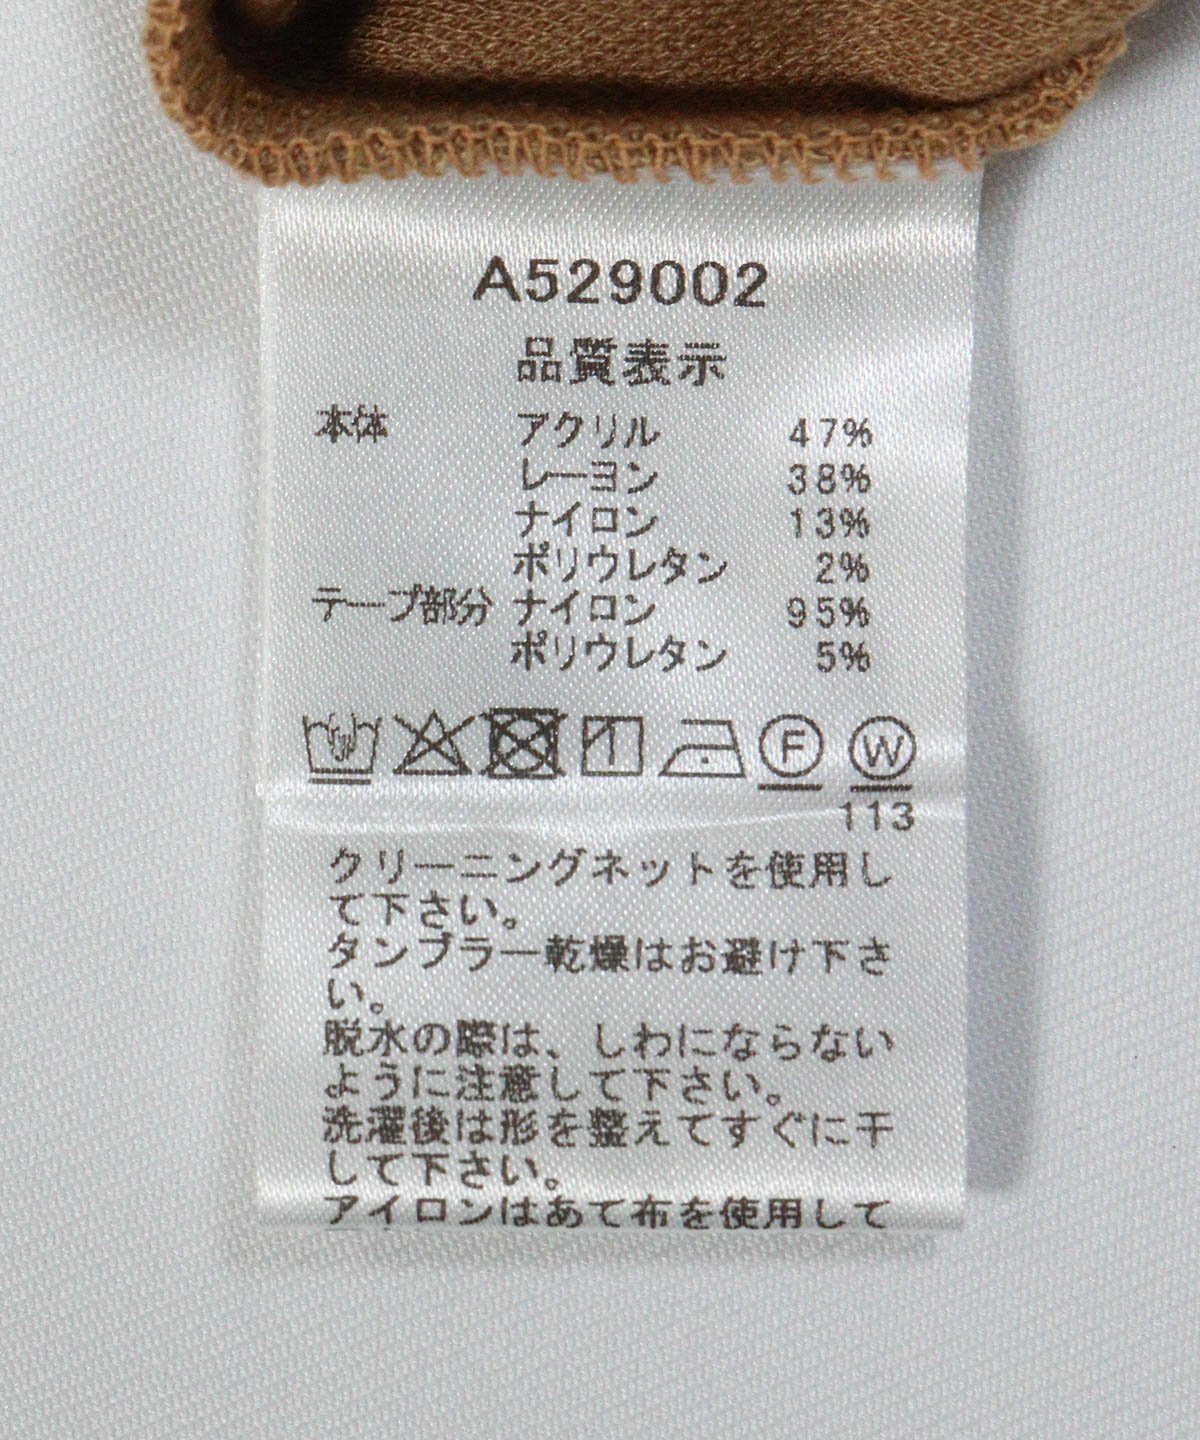 A529002
品質表示
本体 アクリル 47%
レーヨン 38%
ナイロン 13%
ポリウレタン 2%
テープ部分 ナイロン 95%
ポリウレタン 5%
F W
113
クリーニングネットを使用し
て下さい。
タンブラー乾燥はお避け下さ
い。
脱水の際は、しわにならない
ように注意して下さい。
洗濯後は形を整えてすぐに干
して下さい。
アイロンはあて布を使用して